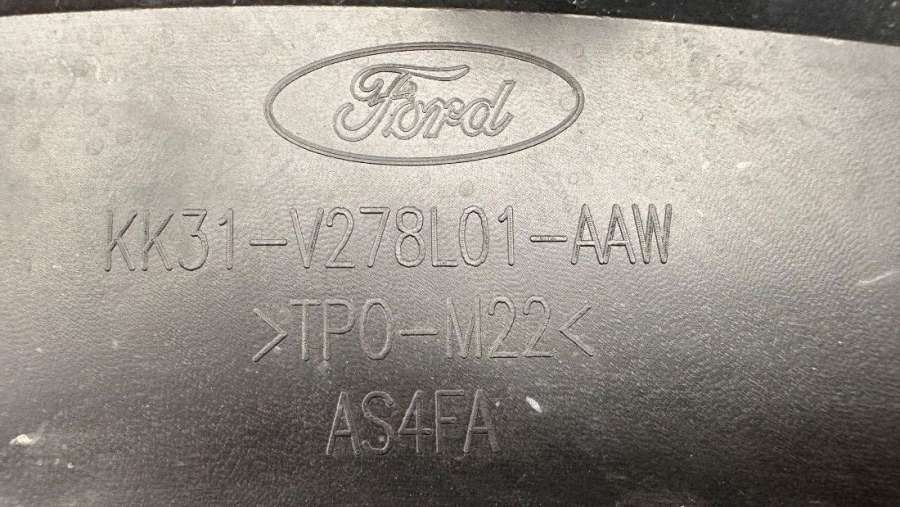 Ford
KK31-V278L01-AAW
>TPO-M22<
AS4FA